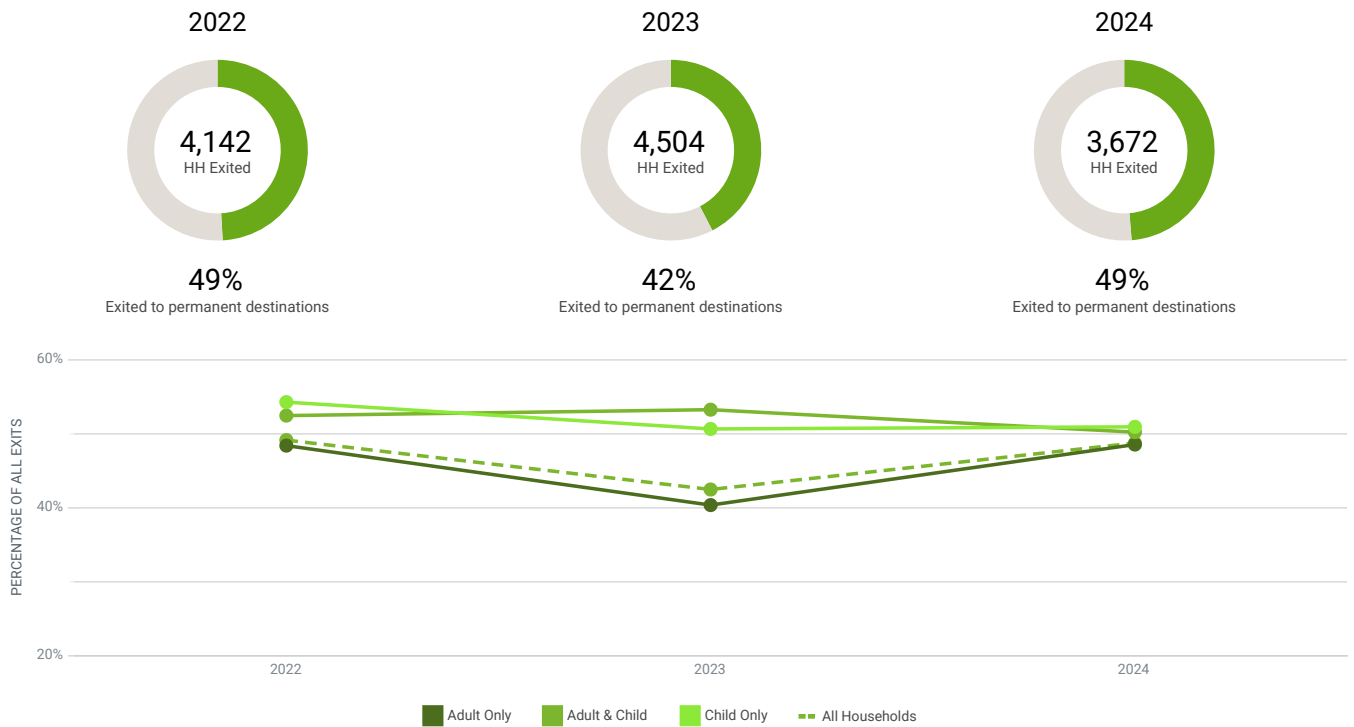 2022
4,142
HH Exited
49%
Exited to permanent destinations
2023
4,504
HH Exited
42%
Exited to permanent destinations
2024
3,672
HH Exited
49%
Exited to permanent destinations
PERCENTAGE OF ALL EXITS
60%
40%
20%
2022
2023
2024
Adult Only
Adult & Child
Child Only
All Households